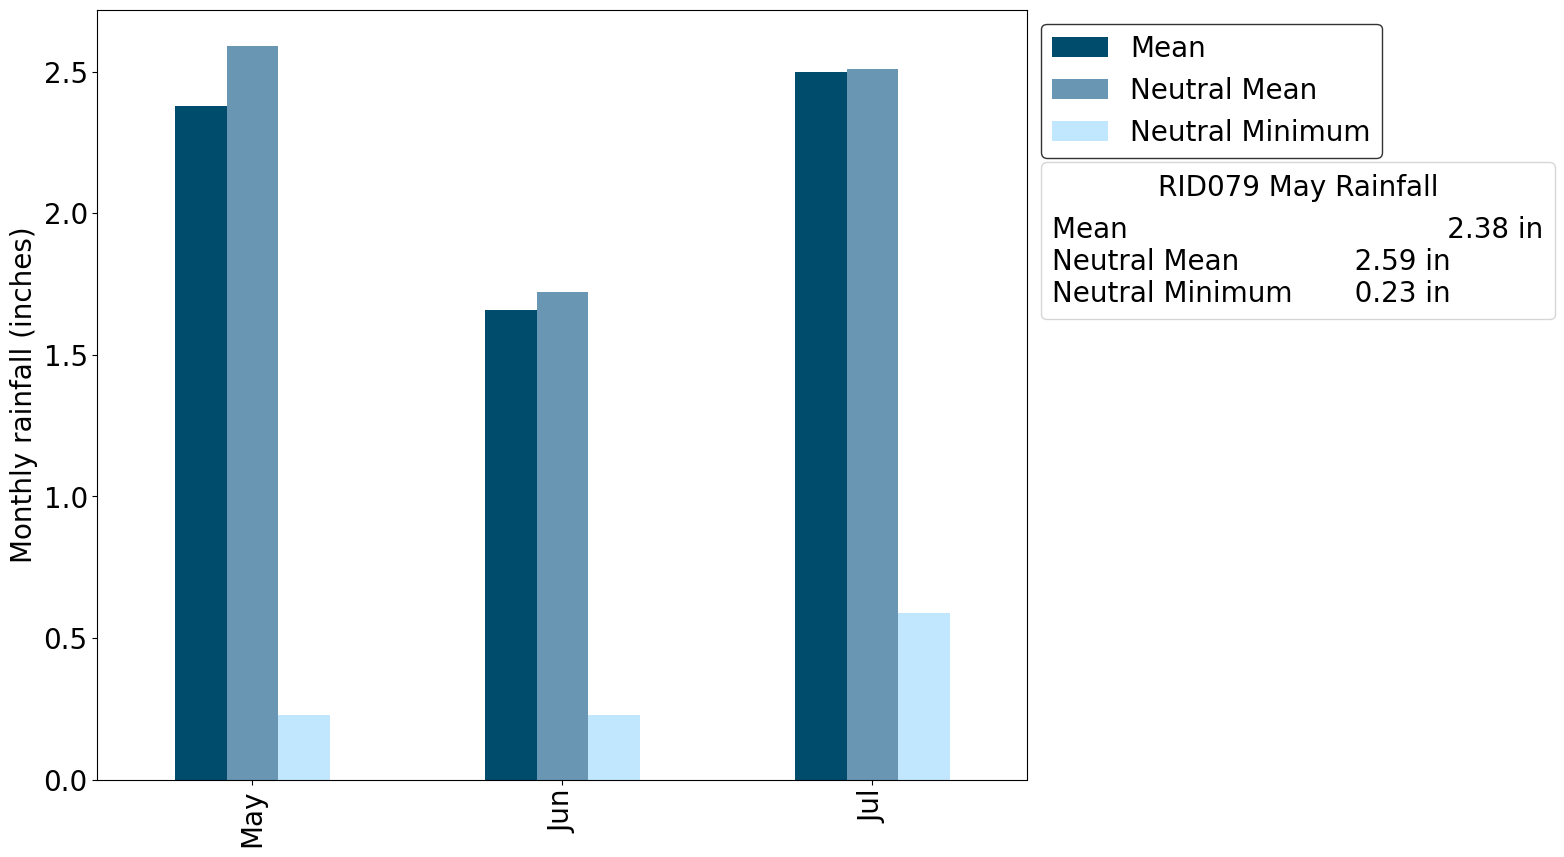 Monthly rainfall (inches)
2.5
2.0
1.5
1.0
0.5
0.0
May
Jun
Jul
Mean
Neutral Mean
Neutral Minimum
RID079 May Rainfall
Mean 2.38 in
Neutral Mean 2.59 in
Neutral Minimum 0.23 in